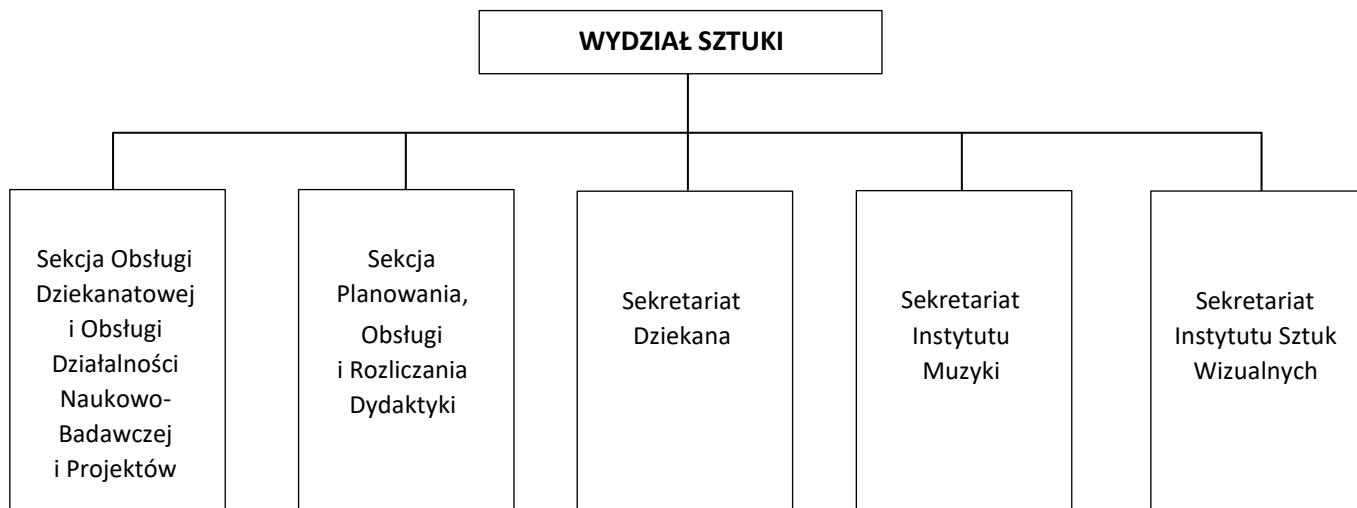 WYDZIAŁ SZTUKI
Sekcja Obsługi
Dziekanatowej
i Obsługi
Działalności
Naukowo-
Badawczej
i Projektów
Sekcja
Planowania,
Obsługi
i Rozliczania
Dydaktyki
Sekretariat
Dziekana
Sekretariat
Instytutu
Muzyki
Sekretariat
Instytutu Sztuk
Wizualnych